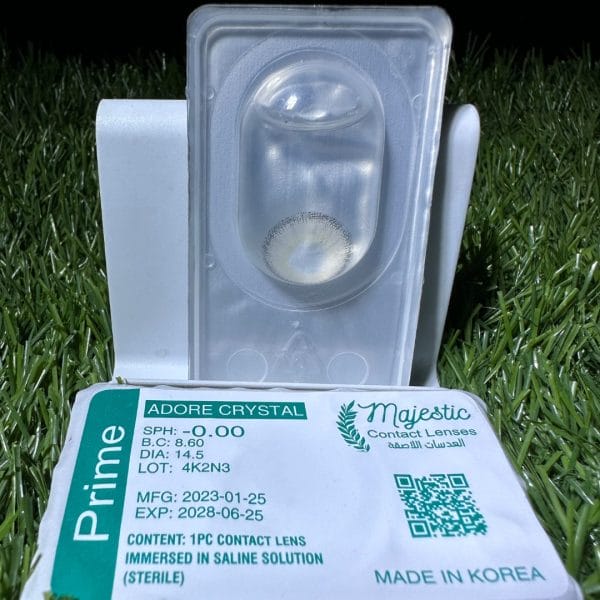 Prime
ADORE CRYSTAL
SPH: -0.00
B.C: 8.60
DIA: 14.5
LOT: 4K2N3
MFG: 2023-01-25
EXP: 2028-06-25
CONTENT: 1PC CONTACT LENS
IMMERSED IN SALINE SOLUTION
(STERILE)
Majestic
Contact Lenses
العدسات اللاصقة
MADE IN KOREA